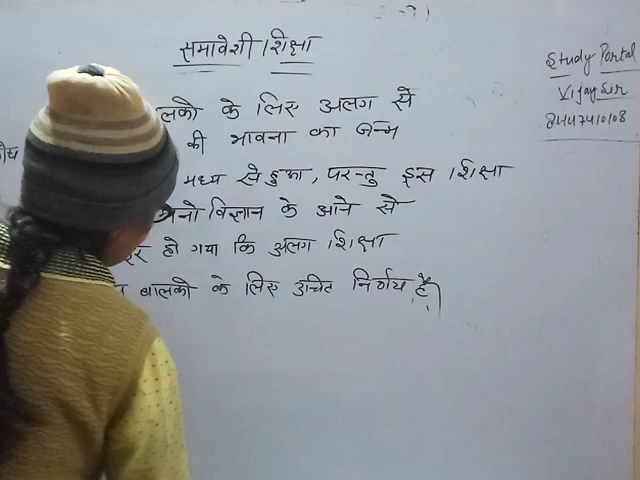 समावेशी शिक्षा
Study Portal
Vijay Sir
8447410108
के लिए अलग से
की भावना का जन्म
मध्य से हुआ, परन्तु इस शिक्षा
मनोविज्ञान के आने से
हो गया कि अलग शिक्षा
बालको के लिए उचित निर्णय है